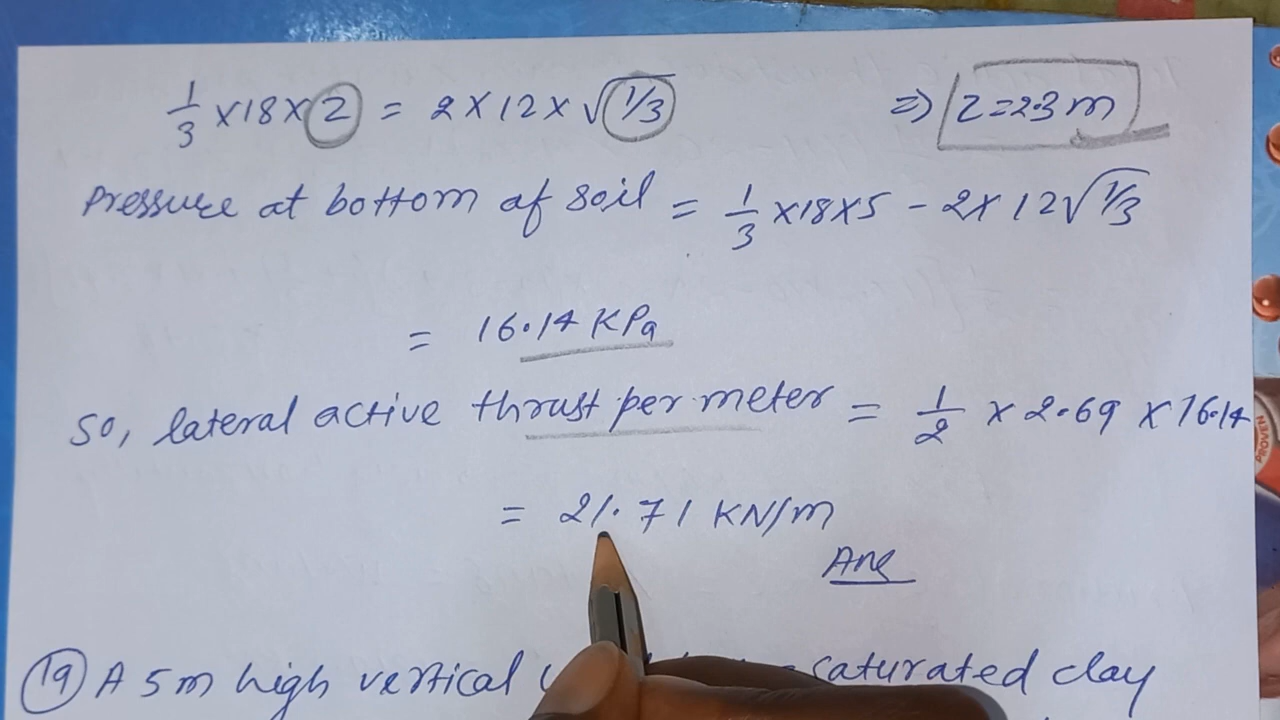 1/3 × 18 × z = 2 × 12 × √1/3 ⇒ z = 2.3 m
Pressure at bottom of soil = 1/3 × 18 × 5 - 2 × 12 √1/3
= 16.14 KPa
So, lateral active thrust per meter = 1/2 × 2.69 × 16.14
= 21.71 KN/m
Ans
(19) A 5m high vertical saturated clay
PROVEN